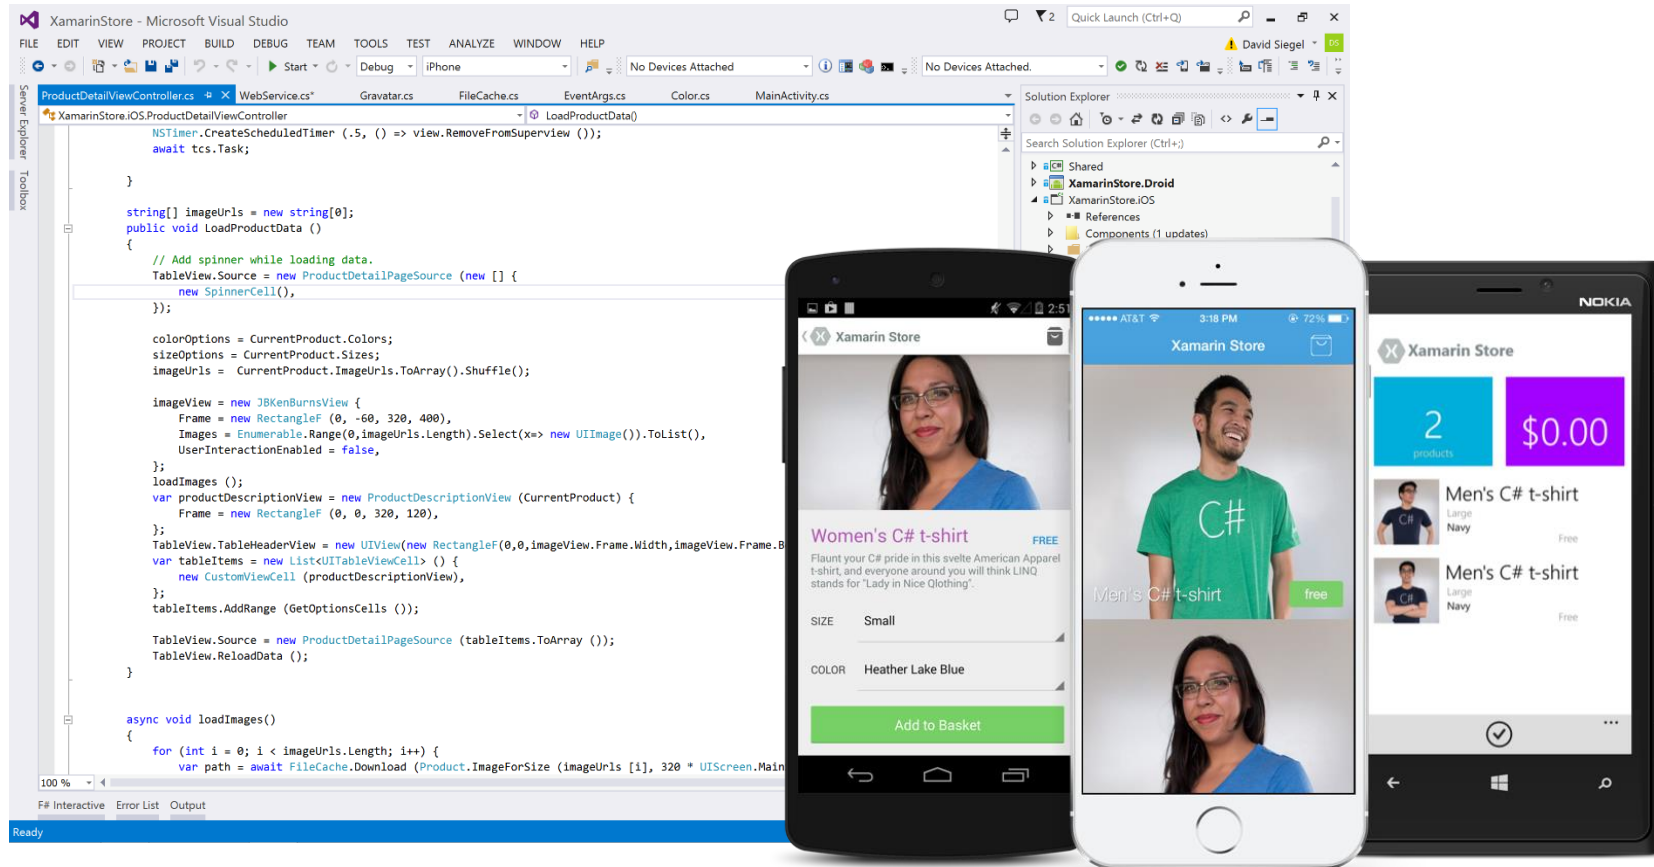 XamarinStore - Microsoft Visual Studio
2
Quick Launch (Ctrl+Q)
FILE EDIT VIEW PROJECT BUILD DEBUG TEAM TOOLS TEST ANALYZE WINDOW HELP
David Siegel DS
Start Debug iPhone No Devices Attached No Devices Attached.
Server Explorer
Toolbox
ProductDetailViewController.cs WebService.cs* Gravatar.cs FileCache.cs EventArgs.cs Color.cs MainActivity.cs
XamarinStore.iOS.ProductDetailViewController LoadProductData()
NSTimer.CreateScheduledTimer (.5, () => view.RemoveFromSuperview ());
await tcs.Task;
}
string[] imageUrls = new string[0];
public void LoadProductData ()
{
// Add spinner while loading data.
TableView.Source = new ProductDetailPageSource (new [] {
new SpinnerCell(),
});
colorOptions = CurrentProduct.Colors;
sizeOptions = CurrentProduct.Sizes;
imageUrls =  CurrentProduct.ImageUrls.ToArray().Shuffle();
imageView = new JBKenBurnsView {
Frame = new RectangleF (0, -60, 320, 400),
Images = Enumerable.Range(0,imageUrls.Length).Select(x=> new UIImage()).ToList(),
UserInteractionEnabled = false,
};
loadImages ();
var productDescriptionView = new ProductDescriptionView (CurrentProduct) {
Frame = new RectangleF (0, 0, 320, 120),
};
TableView.TableHeaderView = new UIView(new RectangleF(0,0,imageView.Frame.Width,imageView.Frame.B
var tableItems = new List<UITableViewCell> () {
new CustomViewCell (productDescriptionView),
};
tableItems.AddRange (GetOptionsCells ());
TableView.Source = new ProductDetailPageSource (tableItems.ToArray ());
TableView.ReloadData ();
}
async void loadImages()
{
for (int i = 0; i < imageUrls.Length; i++) {
var path = await FileCache.Download (Product.ImageForSize (imageUrls [i], 320 * UIScreen.Main
100 %
F# Interactive Error List Output
Ready
Solution Explorer
Search Solution Explorer (Ctrl+;)
C# Shared
XamarinStore.Droid
XamarinStore.iOS
References
Components (1 updates)
2:51
Xamarin Store
Women's C# t-shirt FREE
Flaunt your C# pride in this svelte American Apparel
t-shirt, and everyone around you will think LINQ
stands for "Lady in Nice Qlothing".
SIZE Small
COLOR Heather Lake Blue
Add to Basket
AT&T 3:18 PM 72%
Xamarin Store
C#
Men's C# t-shirt free
NOKIA
Xamarin Store
2
products
$0.00
Men's C# t-shirt
Large
C#
Navy
Free
Men's C# t-shirt
Large
C#
Navy
Free